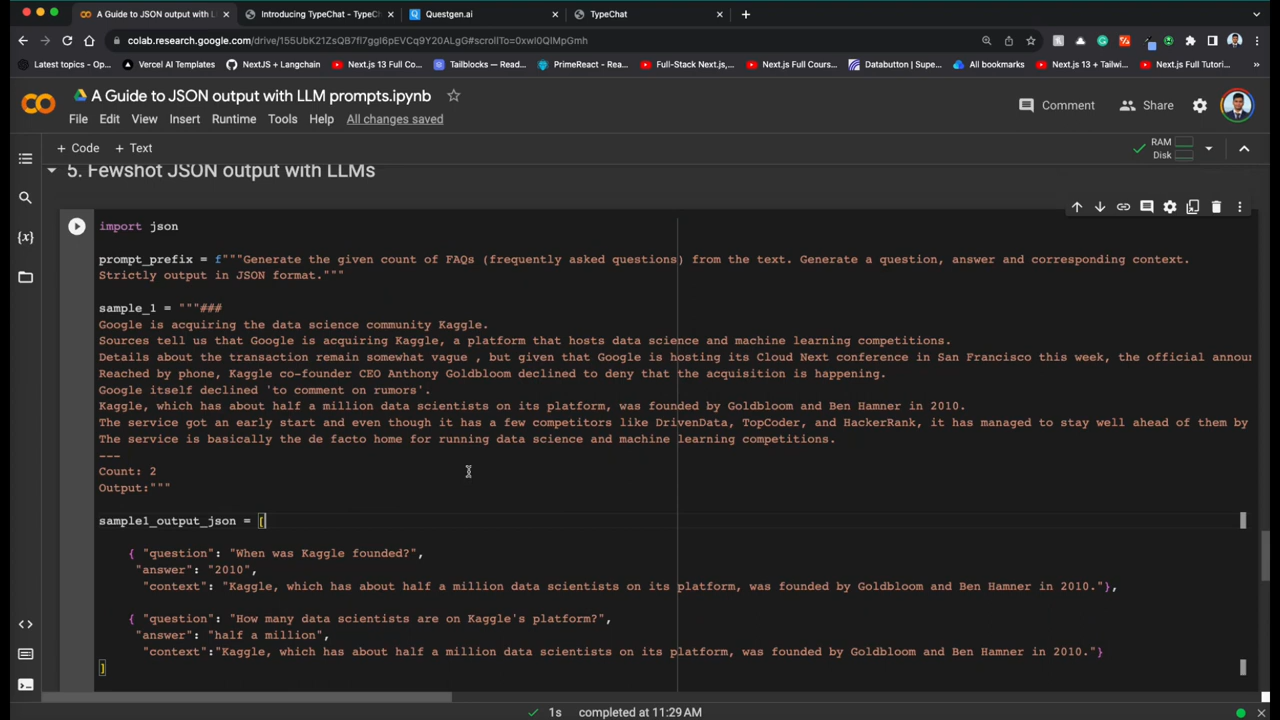 A Guide to JSON output with L
Introducing TypeChat - TypeC
Questgen.ai
TypeChat
colab.research.google.com/drive/155UbK21ZsQB7fl7ggI6pEVCq9Y20ALgG#scrollTo=0xwI0QIMpGmh
Latest topics - Op...
Vercel AI Templates
NextJS + Langchain
Next.js 13 Full Co...
Tailblocks — Read...
PrimeReact - Rea...
Full-Stack Next.js,...
Next.js Full Cours...
Databutton | Supe...
All bookmarks
Next.js 13 + Tailwi...
Next.js Full Tutori...
A Guide to JSON output with LLM prompts.ipynb
Comment
Share
File Edit View Insert Runtime Tools Help All changes saved
+ Code + Text
RAM
Disk
5. Fewshot JSON output with LLMs
import json
prompt_prefix = f"""Generate the given count of FAQs (frequently asked questions) from the text. Generate a question, answer and corresponding context.
Strictly output in JSON format."""
sample_1 = """###
Google is acquiring the data science community Kaggle.
Sources tell us that Google is acquiring Kaggle, a platform that hosts data science and machine learning competitions.
Details about the transaction remain somewhat vague , but given that Google is hosting its Cloud Next conference in San Francisco this week, the official annou
Reached by phone, Kaggle co-founder CEO Anthony Goldbloom declined to deny that the acquisition is happening.
Google itself declined 'to comment on rumors'.
Kaggle, which has about half a million data scientists on its platform, was founded by Goldbloom and Ben Hamner in 2010.
The service got an early start and even though it has a few competitors like DrivenData, TopCoder, and HackerRank, it has managed to stay well ahead of them by
The service is basically the de facto home for running data science and machine learning competitions.
---
Count: 2
Output:"""
sample1_output_json = [
{ "question": "When was Kaggle founded?",
"answer": "2010",
"context": "Kaggle, which has about half a million data scientists on its platform, was founded by Goldbloom and Ben Hamner in 2010."},
{ "question": "How many data scientists are on Kaggle's platform?",
"answer": "half a million",
"context":"Kaggle, which has about half a million data scientists on its platform, was founded by Goldbloom and Ben Hamner in 2010."}
]
1s completed at 11:29 AM